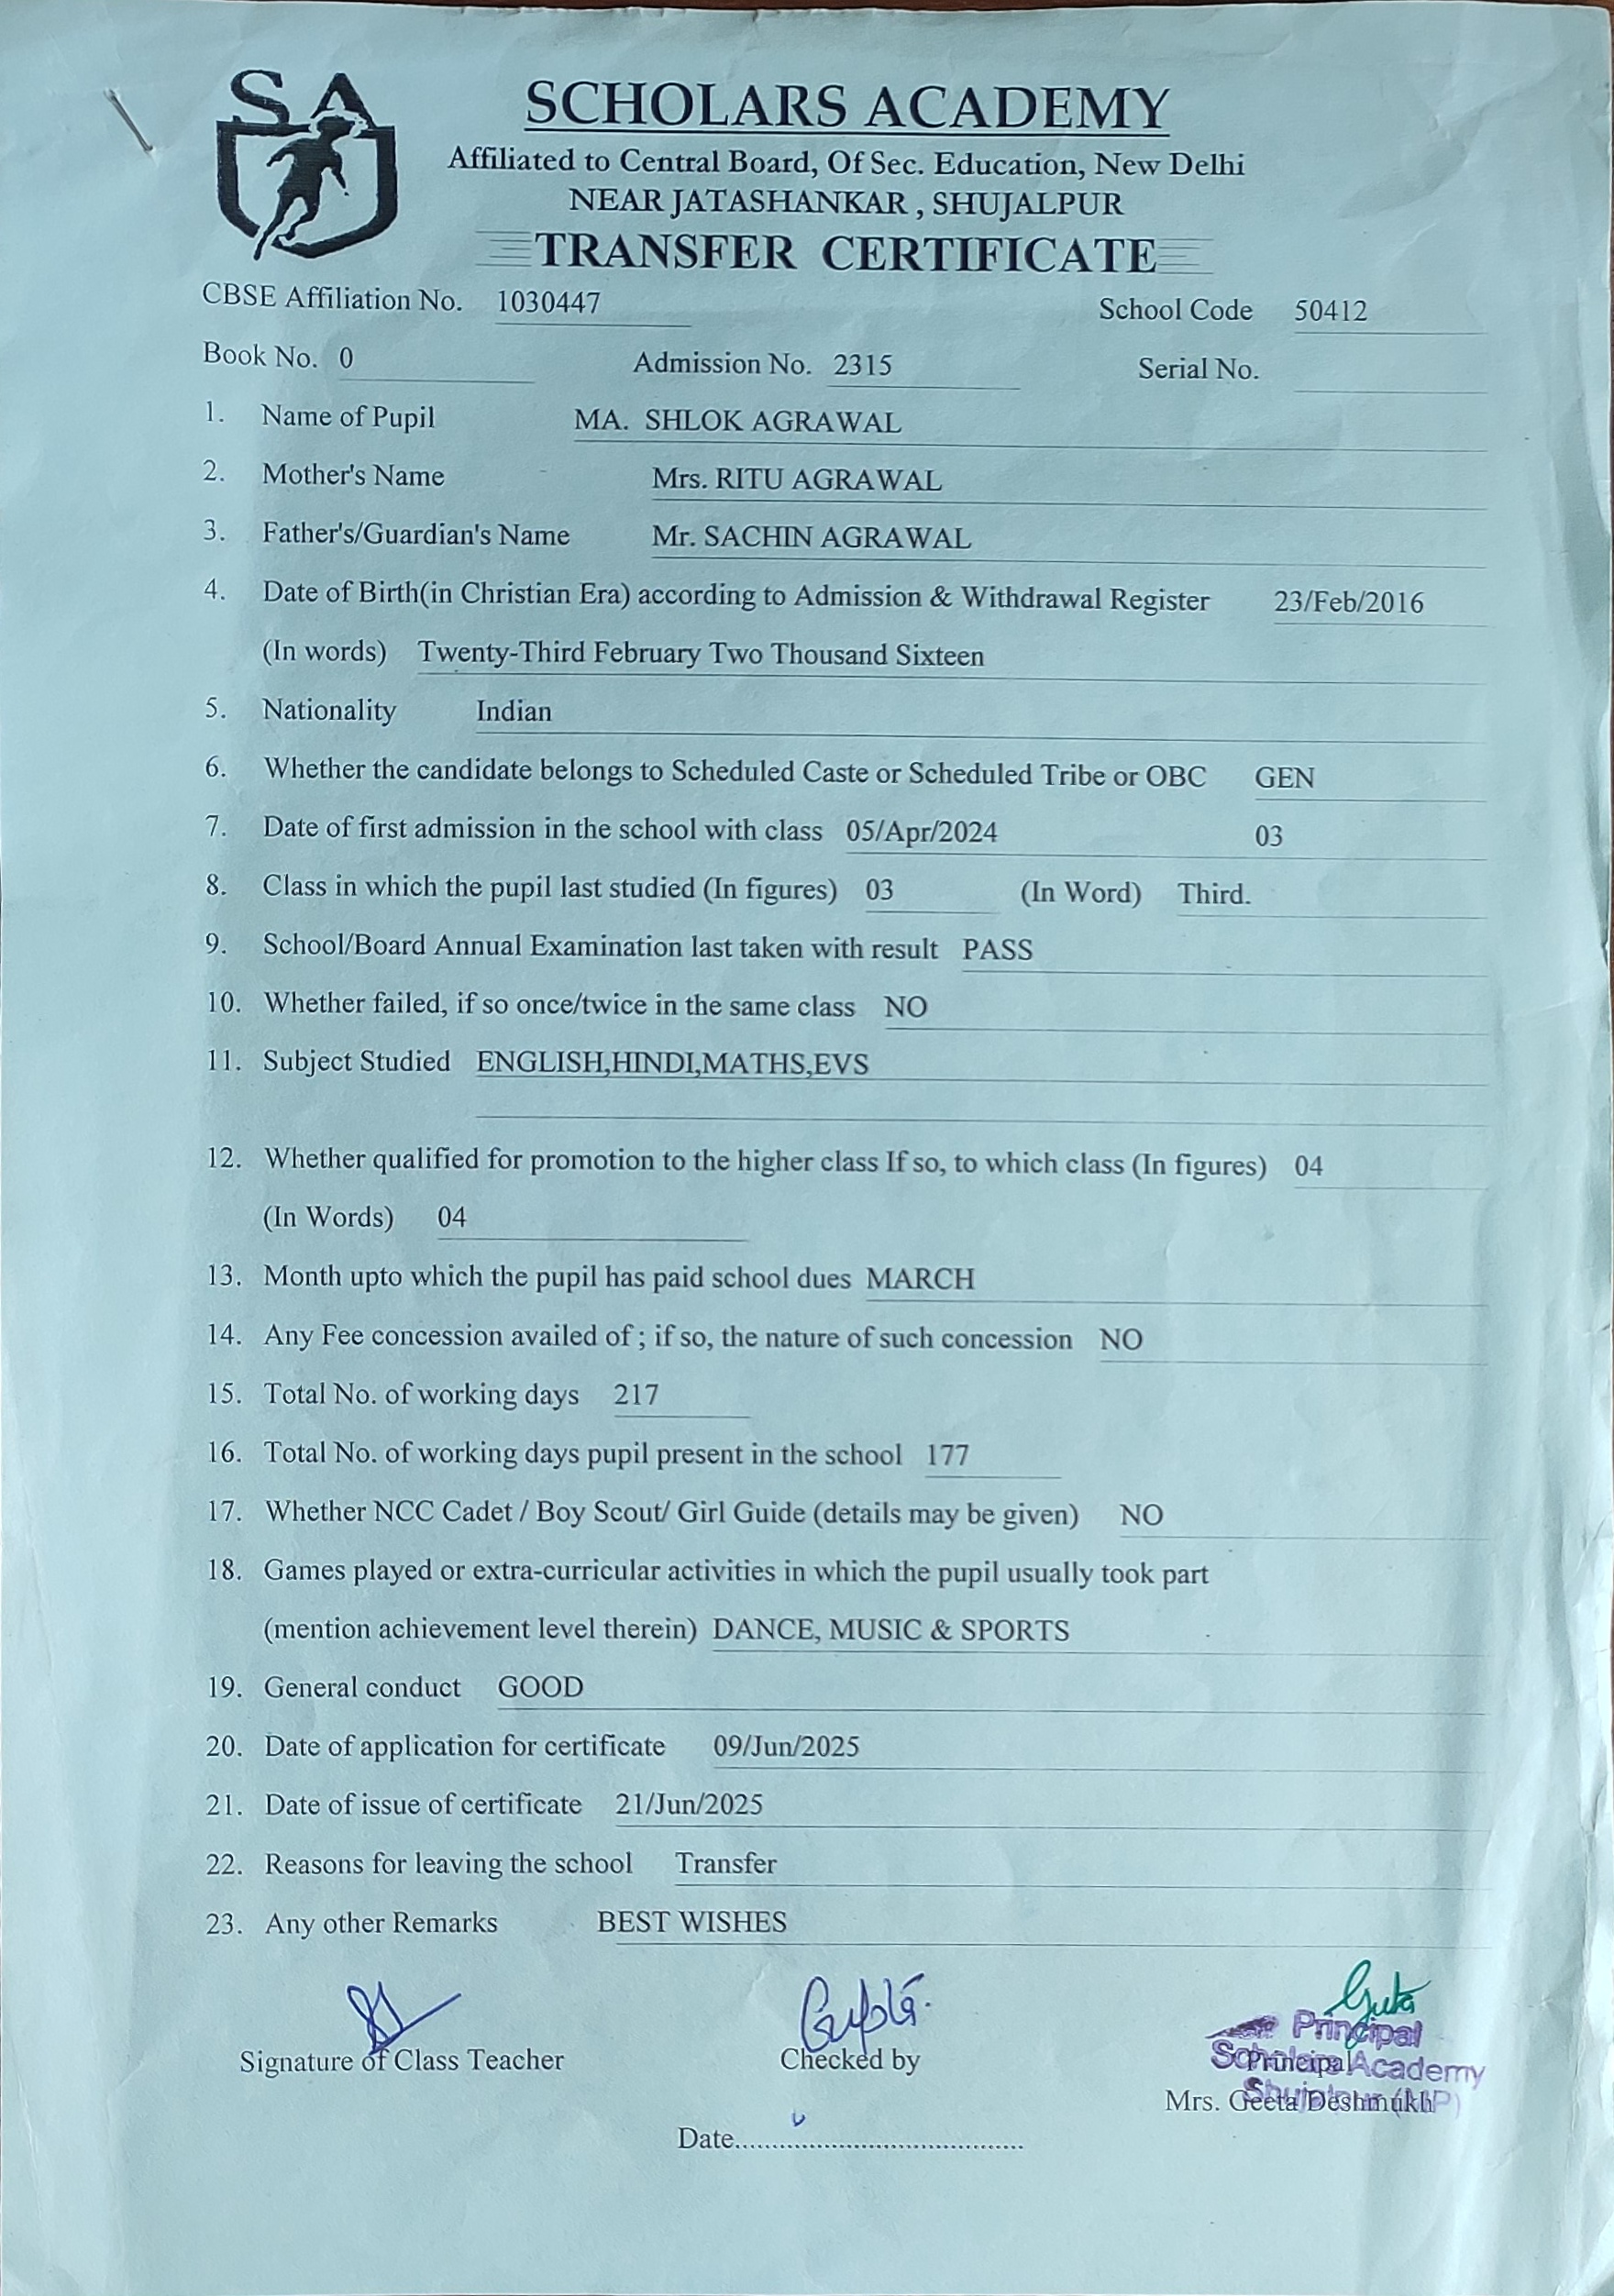 SA
SCHOLARS ACADEMY
Affiliated to Central Board, Of Sec. Education, New Delhi
NEAR JATASHANKAR , SHUJALPUR
TRANSFER CERTIFICATE
CBSE Affiliation No. 1030447 School Code 50412
Book No. 0 Admission No. 2315 Serial No.
1. Name of Pupil MA. SHLOK AGRAWAL
2. Mother's Name Mrs. RITU AGRAWAL
3. Father's/Guardian's Name Mr. SACHIN AGRAWAL
4. Date of Birth(in Christian Era) according to Admission & Withdrawal Register 23/Feb/2016
(In words) Twenty-Third February Two Thousand Sixteen
5. Nationality Indian
6. Whether the candidate belongs to Scheduled Caste or Scheduled Tribe or OBC GEN
7. Date of first admission in the school with class 05/Apr/2024 03
8. Class in which the pupil last studied (In figures) 03 (In Word) Third.
9. School/Board Annual Examination last taken with result PASS
10. Whether failed, if so once/twice in the same class NO
11. Subject Studied ENGLISH,HINDI,MATHS,EVS
12. Whether qualified for promotion to the higher class If so, to which class (In figures) 04
(In Words) 04
13. Month upto which the pupil has paid school dues MARCH
14. Any Fee concession availed of ; if so, the nature of such concession NO
15. Total No. of working days 217
16. Total No. of working days pupil present in the school 177
17. Whether NCC Cadet / Boy Scout/ Girl Guide (details may be given) NO
18. Games played or extra-curricular activities in which the pupil usually took part
(mention achievement level therein) DANCE, MUSIC & SPORTS
19. General conduct GOOD
20. Date of application for certificate 09/Jun/2025
21. Date of issue of certificate 21/Jun/2025
22. Reasons for leaving the school Transfer
23. Any other Remarks BEST WISHES
Principal
Scholars Academy
Shujalpur (MP)
Signature of Class Teacher Checked by Principal
Mrs. Geeta Deshmukh
Date........................................